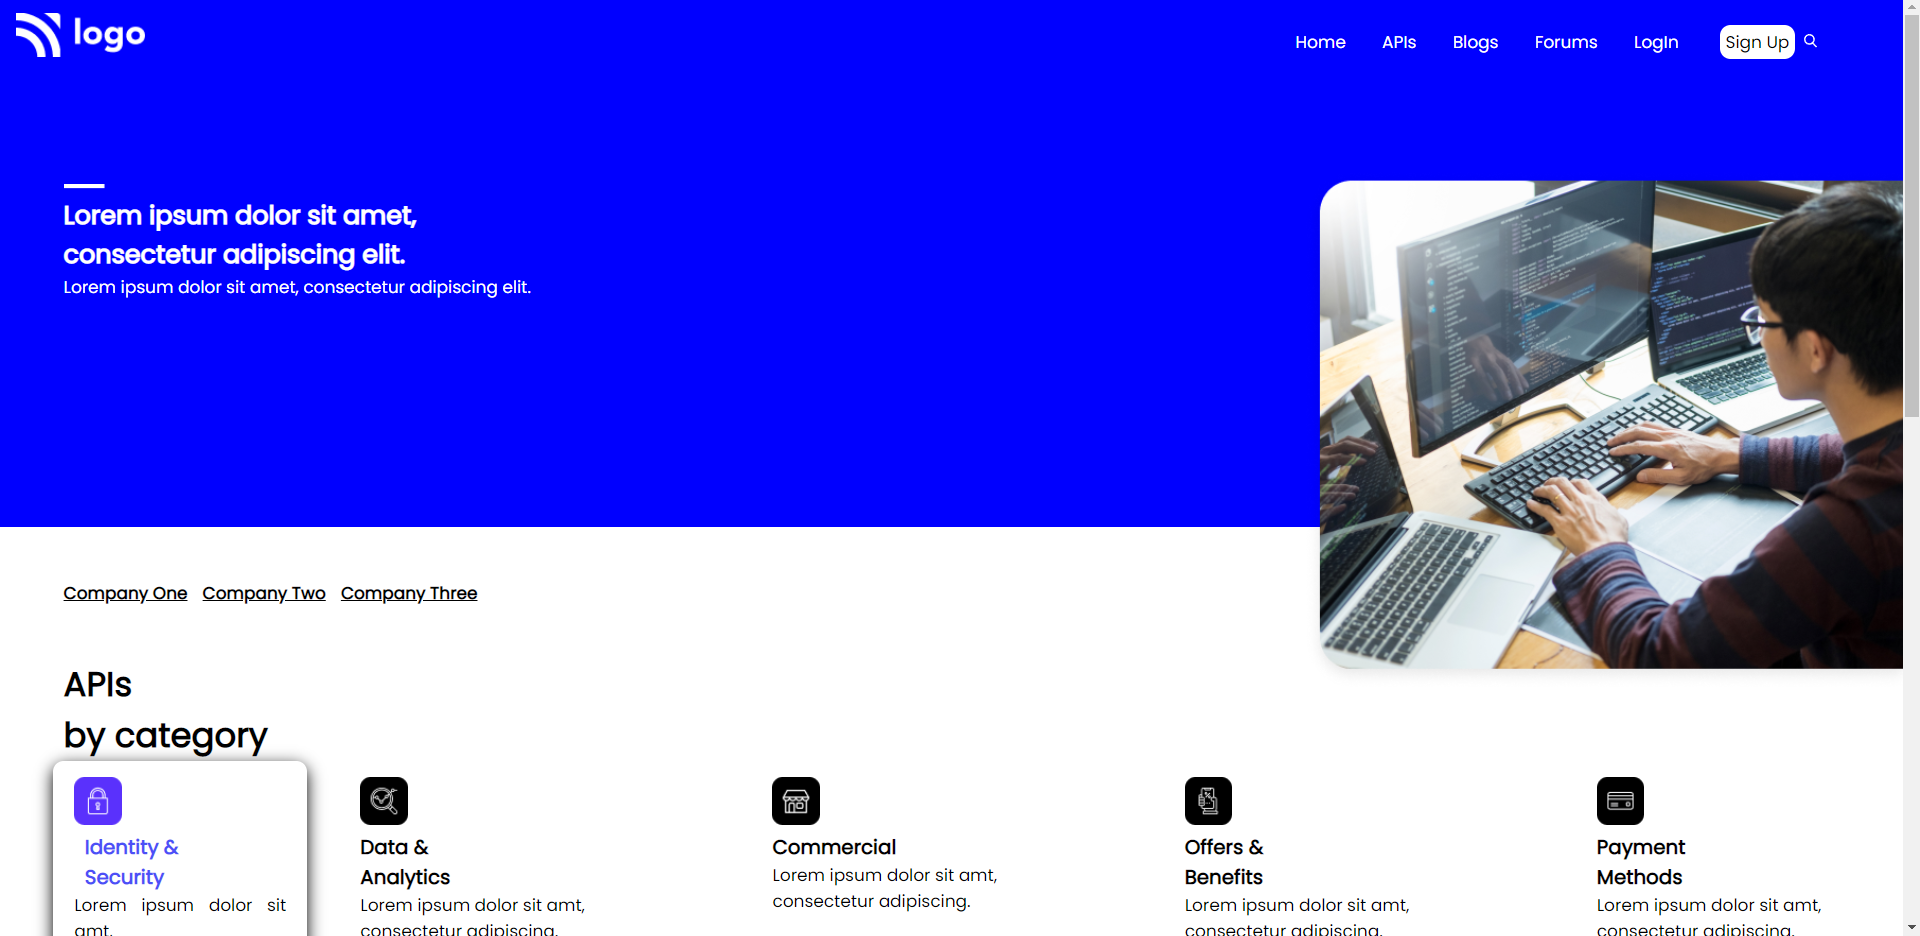 logo
Home
APIs
Blogs
Forums
LogIn
Sign Up
Lorem ipsum dolor sit amet,
consectetur adipiscing elit.
Lorem ipsum dolor sit amet, consectetur adipiscing elit.
Company One
Company Two
Company Three
APIs
by category
Identity &
Security
Lorem ipsum dolor sit
amt,
Data &
Analytics
Lorem ipsum dolor sit amt,
consectetur adipiscing.
Commercial
Lorem ipsum dolor sit amt,
consectetur adipiscing.
Offers &
Benefits
Lorem ipsum dolor sit amt,
consectetur adipiscing.
Payment
Methods
Lorem ipsum dolor sit amt,
consectetur adipiscing.